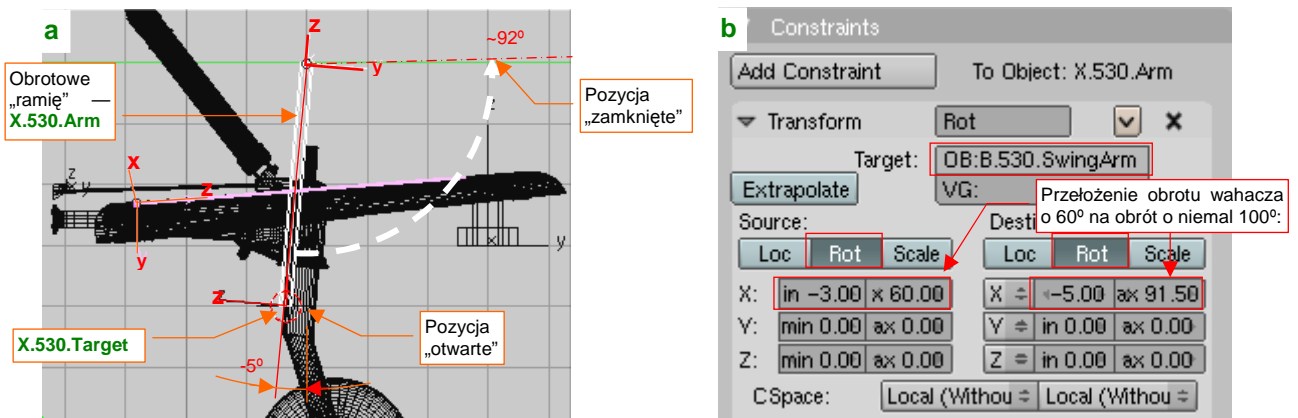 a
z
~92º
y
Obrotowe
„ramię” —
X.530.Arm
Pozycja
„zamknięte”
z
x
z
y
z
y
z
X.530.Target
Pozycja
„otwarte”
-5º
x
y
b
Constraints
Add Constraint To Object: X.530.Arm
Transform Rot
Target: OB:B.530.SwingArm
Extrapolate VG:
Przełożenie obrotu wahacza
o 60º na obrót o niemal 100º:
Source: Desti
Loc Rot Scale Loc Rot Scale
X: in -3.00 x 60.00 X -5.00 ax 91.50
Y: min 0.00 ax 0.00 Y in 0.00 ax 0.00
Z: min 0.00 ax 0.00 Z in 0.00 ax 0.00
CSpace: Local (Withou Local (Withou